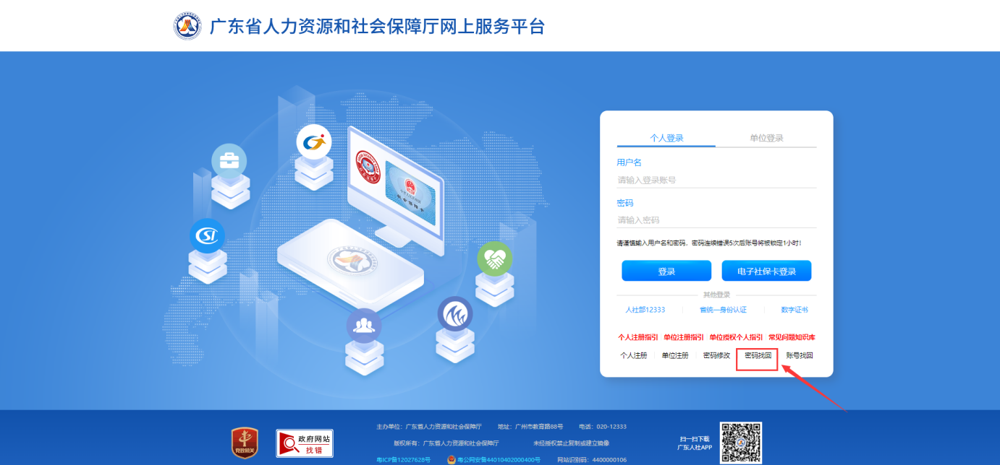 广东省人力资源和社会保障厅网上服务平台
个人登录 单位登录
用户名
请输入登录账号
密码
请输入密码
请谨慎输入用户名和密码，密码连续错误5次后账号将被锁定1小时！
登录 电子社保卡登录
其他登录
人社部12333 省统一身份认证 数字证书
个人注册指引 单位注册指引 单位授权个人指引 常见问题知识库
个人注册 单位注册 密码修改 密码找回 账号找回
党政机关
政府网站
找错
主办单位：广东省人力资源和社会保障厅 地址：广州市教育路88号 电话：020-12333
版权所有：广东省人力资源和社会保障厅 未经授权禁止复制或建立镜像
粤ICP备12027628号 粤公网安备44010402000400号 网站识别码：4400000106
扫一扫下载
广东人社APP